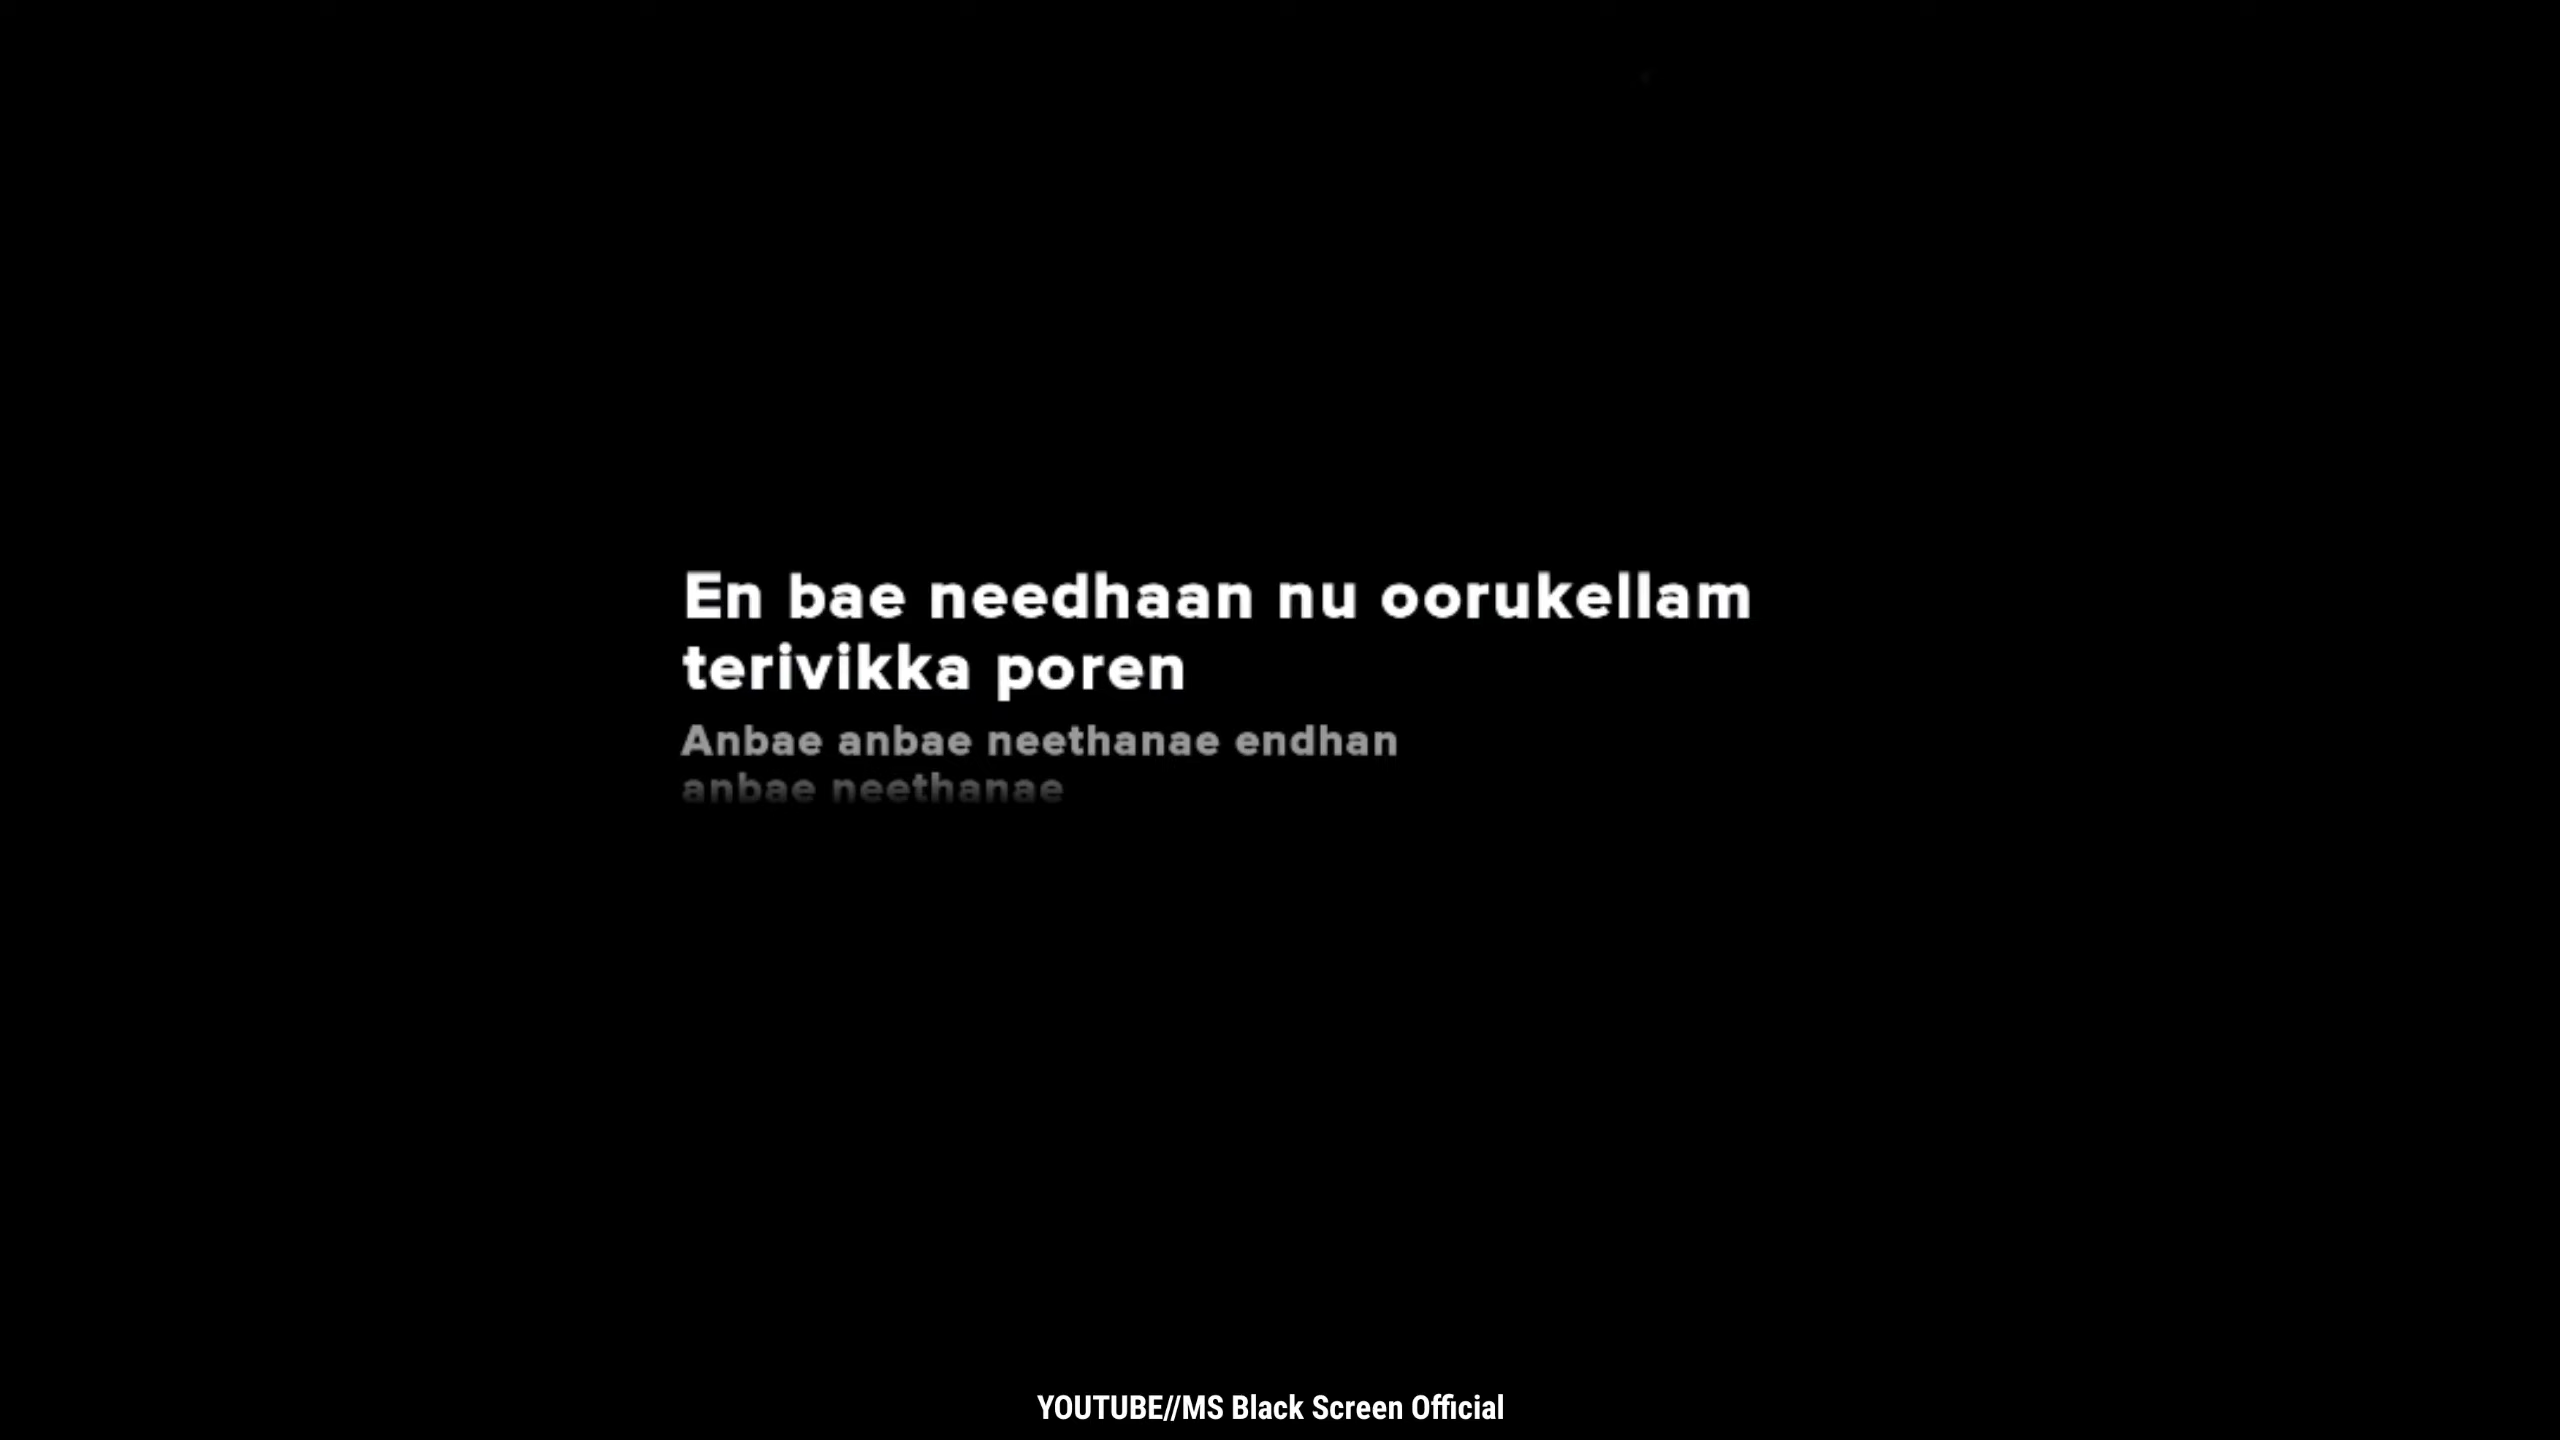 En bae needhaan nu oorukellam
terivikka poren
Anbae anbae neethanae endhan
anbae neethanae
YOUTUBE//MS Black Screen Official